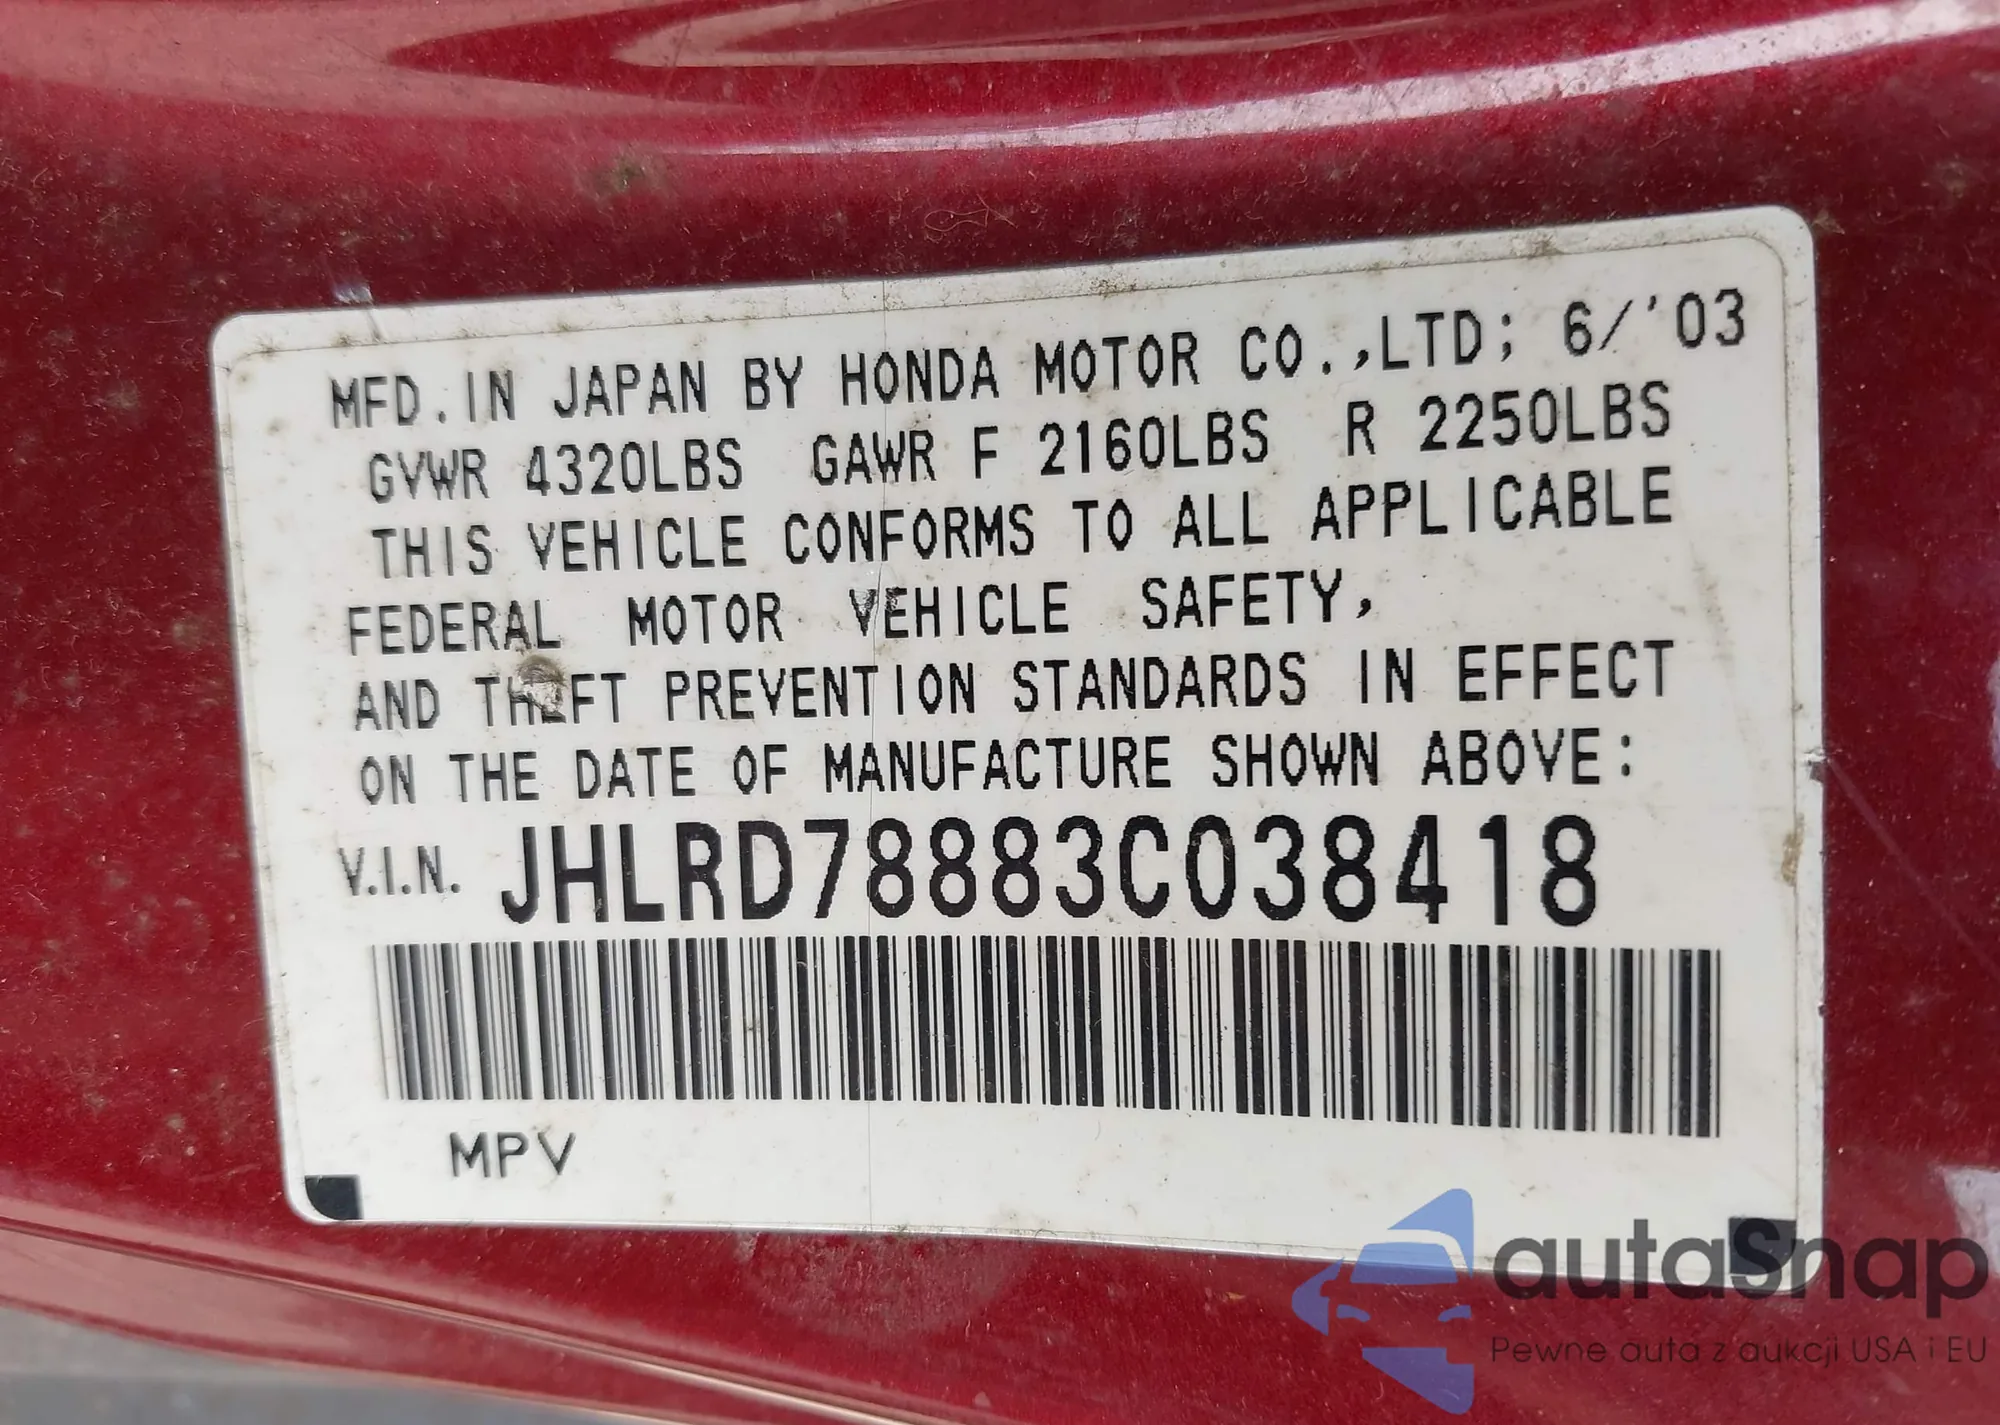 MFD. IN JAPAN BY HONDA MOTOR CO.,LTD; 6/'03
GVWR 4320LBS GAWR F 2160LBS R 2250LBS
THIS VEHICLE CONFORMS TO ALL APPLICABLE
FEDERAL MOTOR VEHICLE SAFETY,
AND THEFT PREVENTION STANDARDS IN EFFECT
ON THE DATE OF MANUFACTURE SHOWN ABOVE:
V.I.N. JHLRD78883C038418
MPV
autoSnap
Pewne auta z aukcji USA i EU